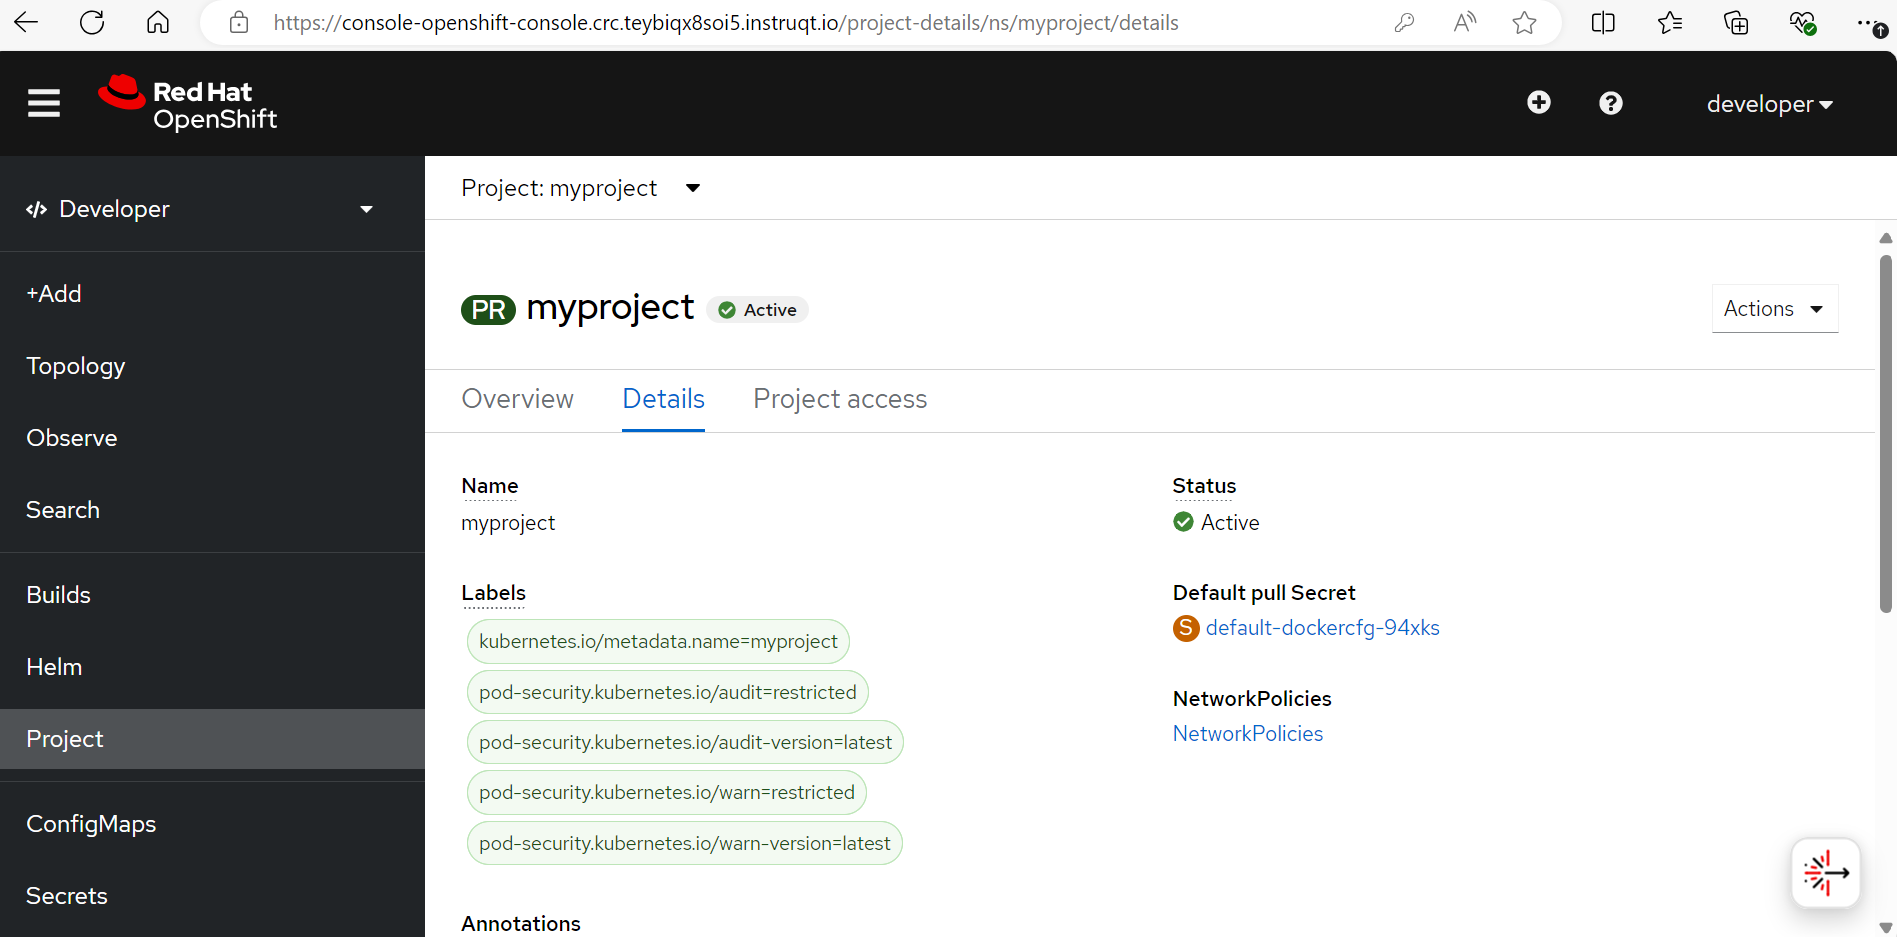 https://console-openshift-console.crc.teybiqx8soi5.instruqt.io/project-details/ns/myproject/details
Red Hat
OpenShift
developer
Developer
+Add
Topology
Observe
Search
Builds
Helm
Project
ConfigMaps
Secrets
Project: myproject
PR myproject Active
Actions
Overview Details Project access
Name
myproject
Labels
kubernetes.io/metadata.name=myproject
pod-security.kubernetes.io/audit=restricted
pod-security.kubernetes.io/audit-version=latest
pod-security.kubernetes.io/warn=restricted
pod-security.kubernetes.io/warn-version=latest
Annotations
Status
Active
Default pull Secret
S default-dockercfg-94xks
NetworkPolicies
NetworkPolicies